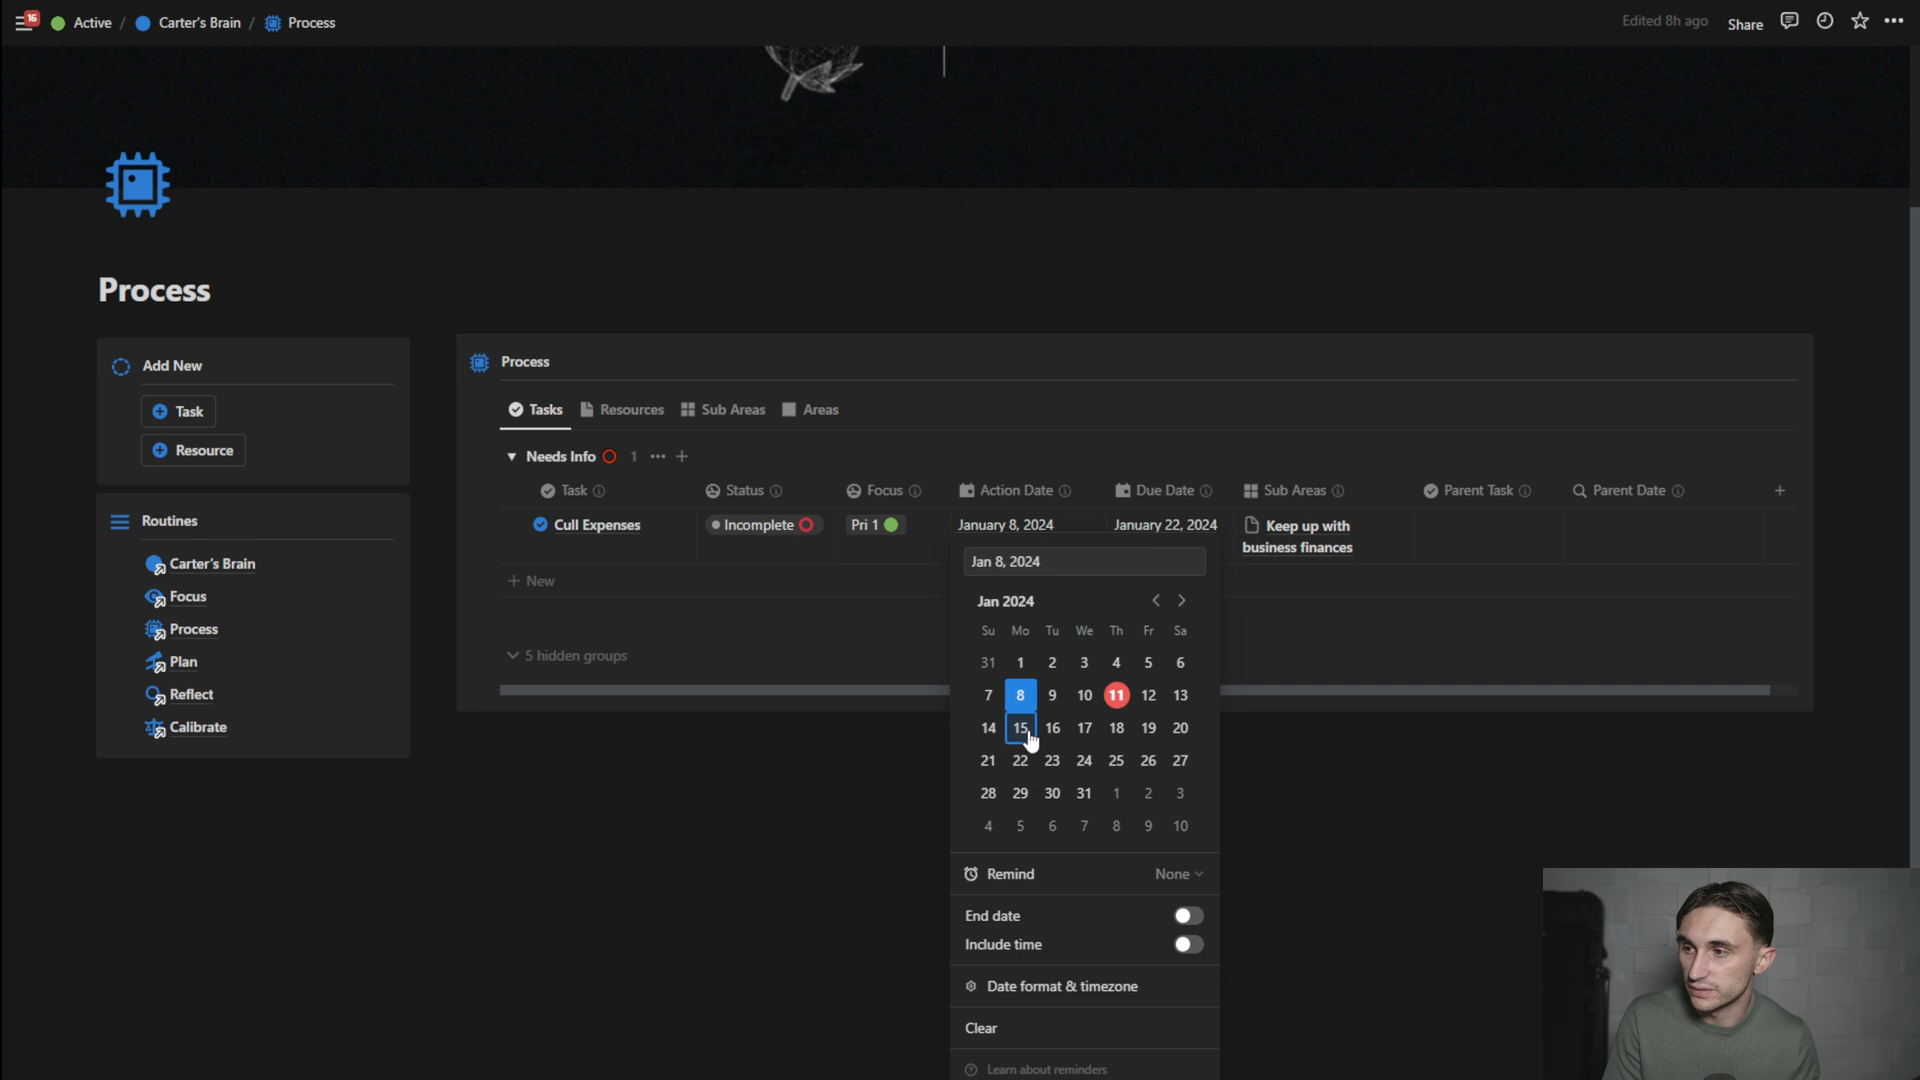 16
Active / Carter's Brain / Process
Edited 8h ago
Share
Process
Add New
Task
Resource
Routines
Carter's Brain
Focus
Process
Plan
Reflect
Calibrate
Process
Tasks Resources Sub Areas Areas
Needs Info 1
Task Status Focus Action Date Due Date Sub Areas Parent Task Parent Date
Cull Expenses Incomplete Pri 1 January 8, 2024 January 22, 2024 Keep up with
business finances
New
5 hidden groups
Jan 8, 2024
Jan 2024
Su Mo Tu We Th Fr Sa
31 1 2 3 4 5 6
7 8 9 10 11 12 13
14 15 16 17 18 19 20
21 22 23 24 25 26 27
28 29 30 31 1 2 3
4 5 6 7 8 9 10
Remind None
End date
Include time
Date format & timezone
Clear
Learn about reminders